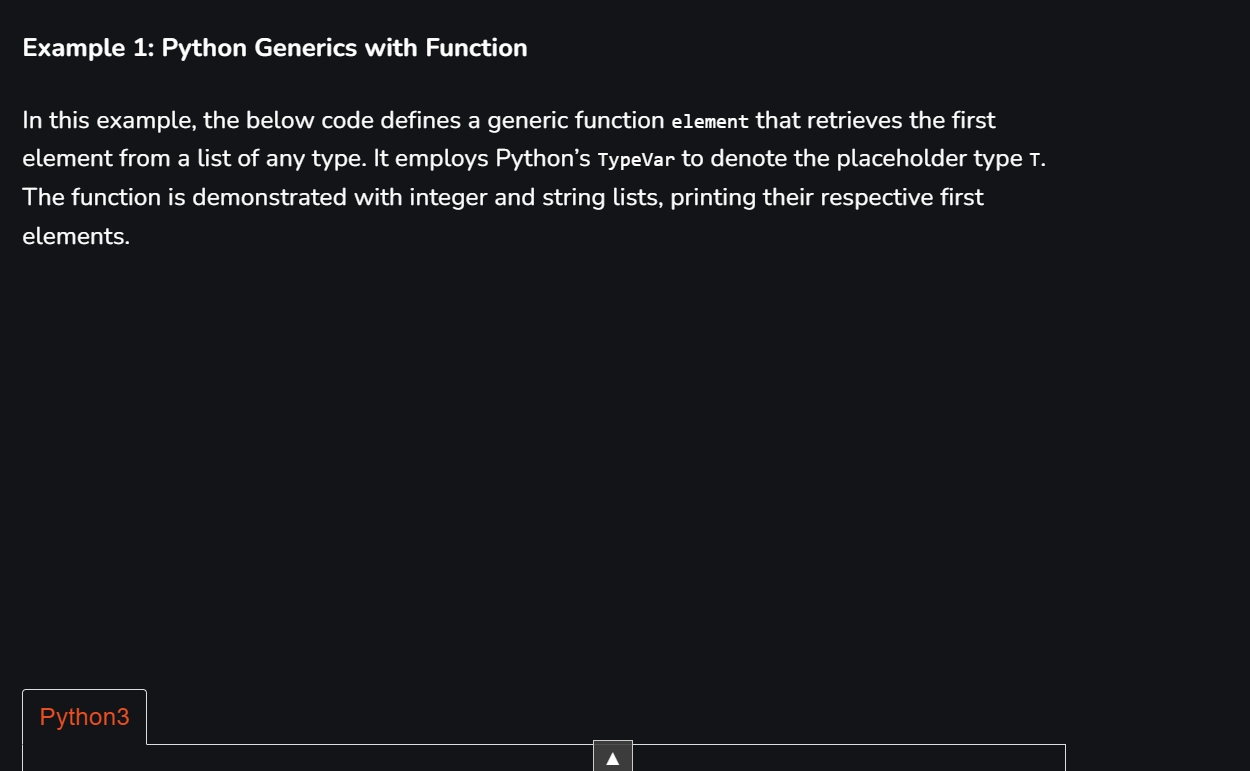 Example 1: Python Generics with Function
In this example, the below code defines a generic function element that retrieves the first
element from a list of any type. It employs Python’s TypeVar to denote the placeholder type T.
The function is demonstrated with integer and string lists, printing their respective first
elements.
Python3
▲